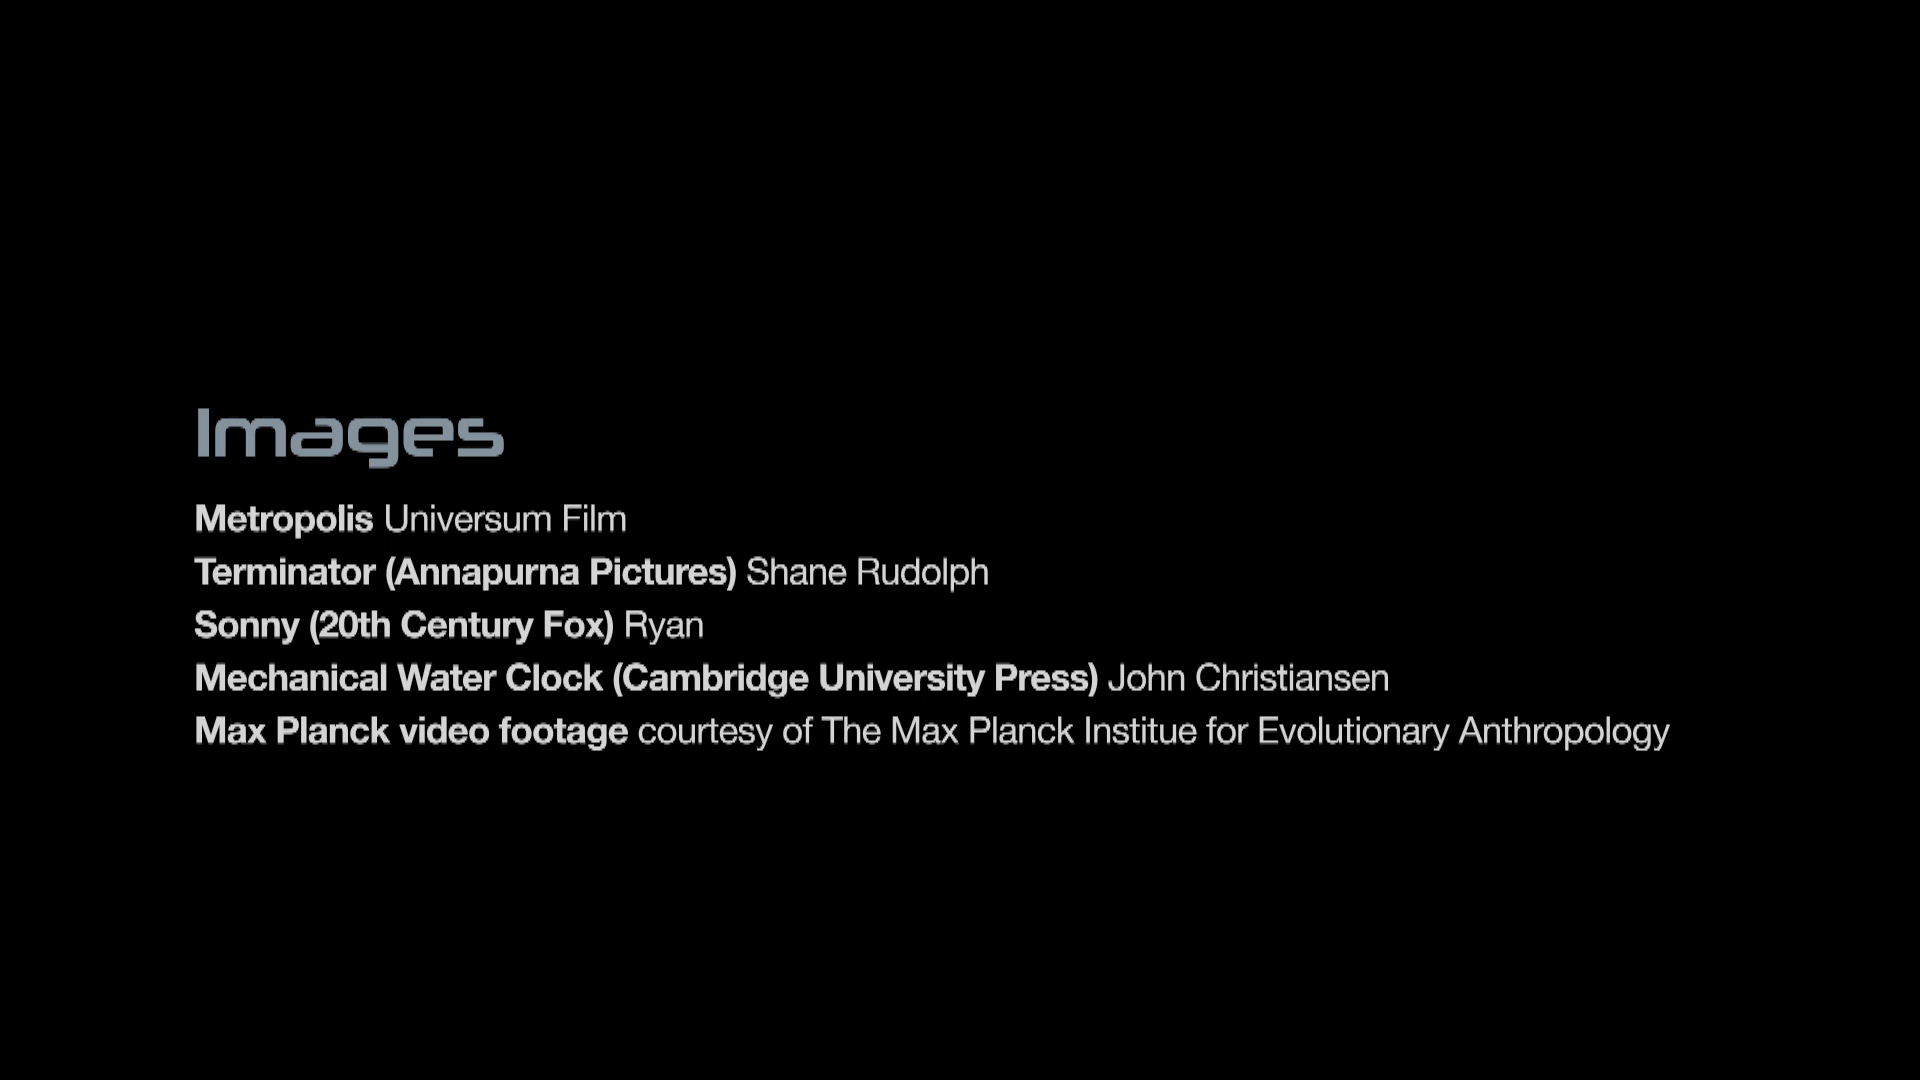 Images
Metropolis Universum Film
Terminator (Annapurna Pictures) Shane Rudolph
Sonny (20th Century Fox) Ryan
Mechanical Water Clock (Cambridge University Press) John Christiansen
Max Planck video footage courtesy of The Max Planck Institue for Evolutionary Anthropology